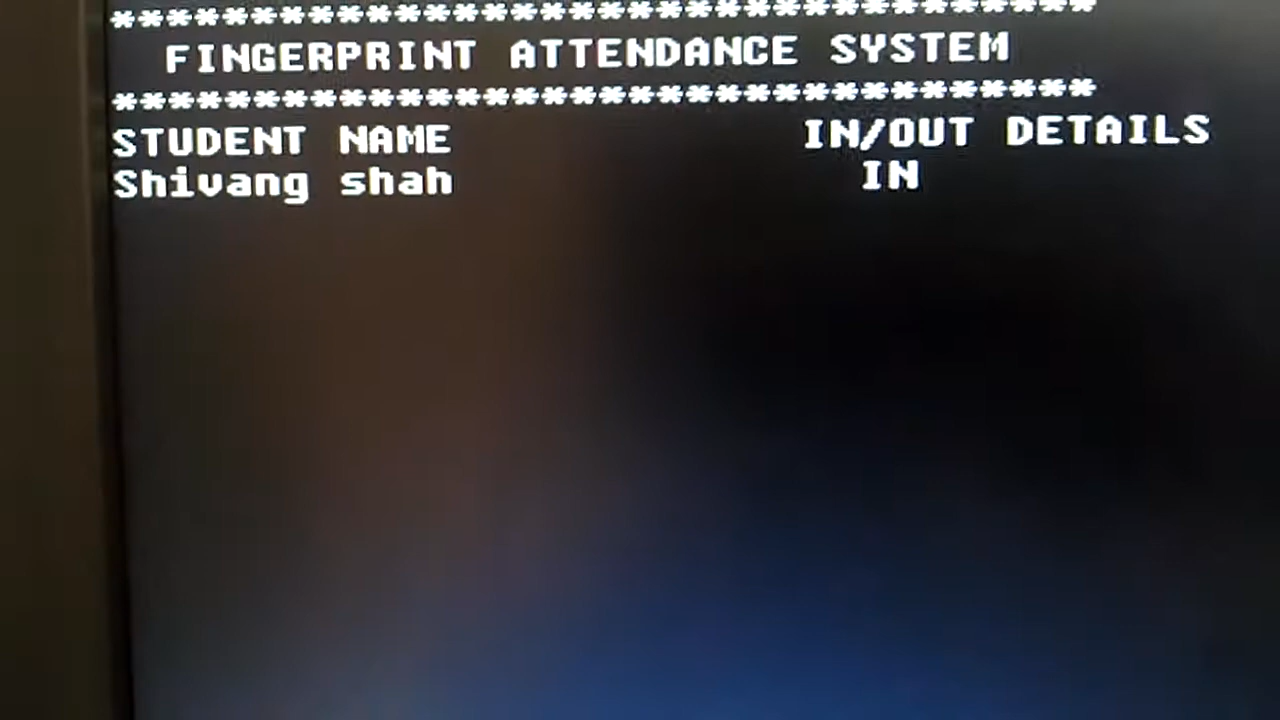 **********************************
FINGERPRINT ATTENDANCE SYSTEM
**********************************
STUDENT NAME IN/OUT DETAILS
Shivang shah IN